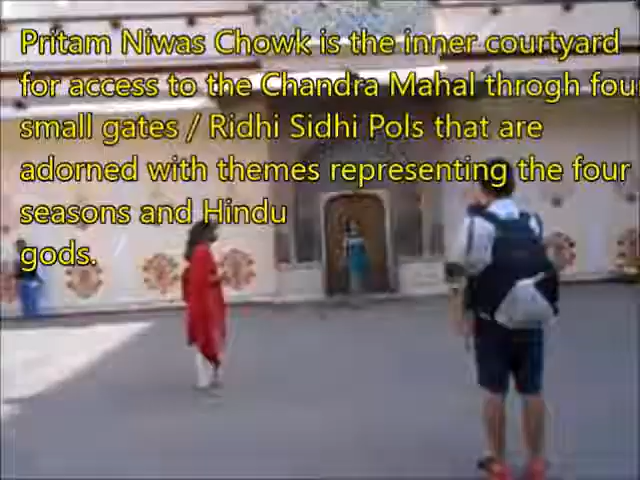 Pritam Niwas Chowk is the inner courtyard
for access to the Chandra Mahal throgh fou
small gates / Ridhi Sidhi Pols that are
adorned with themes representing the four
seasons and Hindu
gods.